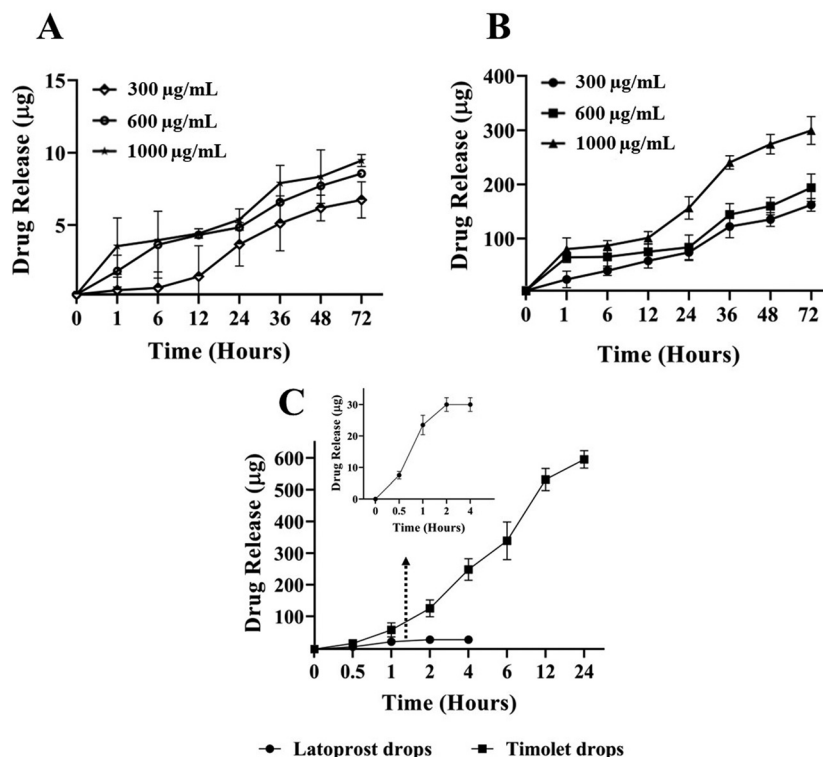 A
300 µg/mL
600 µg/mL
1000 µg/mL
15
10
5
Drug Release (µg)
0 1 6 12 24 36 48 72
Time (Hours)
B
300 µg/mL
600 µg/mL
1000 µg/mL
400
300
200
100
Drug Release (µg)
0 1 6 12 24 36 48 72
Time (Hours)
C
30
20
10
0
Drug Release (µg)
0 0.5 1 2 4
Time (Hours)
600
500
400
300
200
100
Drug Release (µg)
0 0.5 1 2 4 6 12 24
Time (Hours)
Latoprost drops Timolet drops